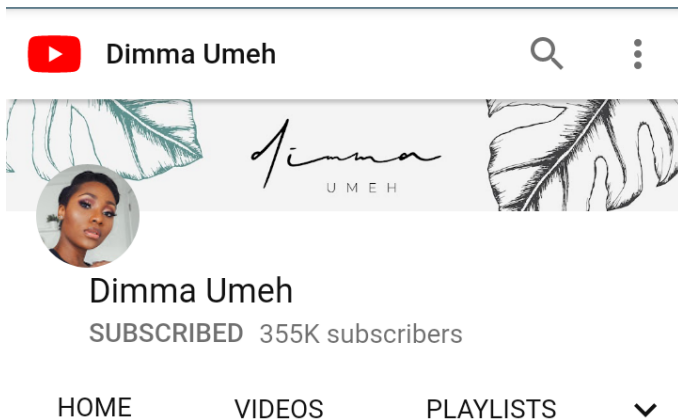 Dimma Umeh
dimma
UMEH
Dimma Umeh
SUBSCRIBED 355K subscribers
HOME VIDEOS PLAYLISTS